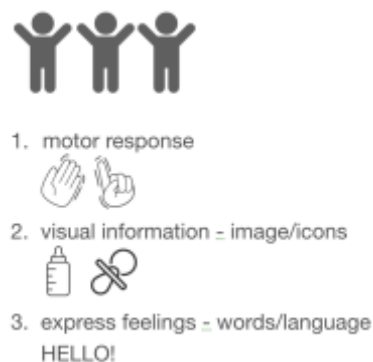 1. motor response
2. visual information - image/icons
3. express feelings - words/language
HELLO!